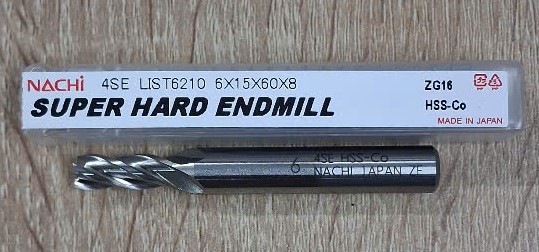 NACHi 4SE LIST6210 6X15X60X8 ZG16
SUPER HARD ENDMILL HSS-Co
MADE IN JAPAN
6 4SE HSS-Co
NACHI JAPAN